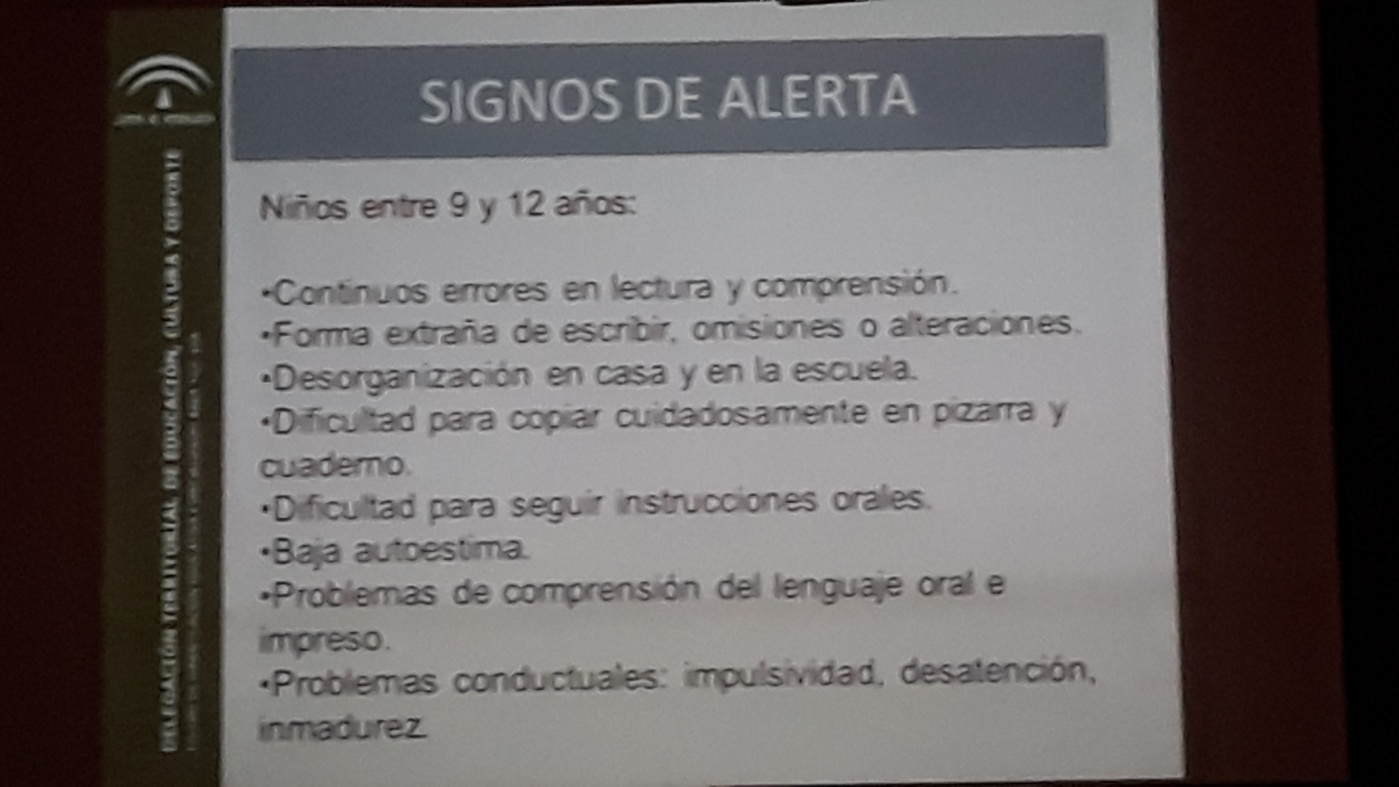 SIGNOS DE ALERTA
Niños entre 9 y 12 años:
•Continuos errores en lectura y comprensión.
•Forma extraña de escribir, omisiones o alteraciones.
•Desorganización en casa y en la escuela.
•Dificultad para copiar cuidadosamente en pizarra y
cuaderno.
•Dificultad para seguir instrucciones orales.
•Baja autoestima.
•Problemas de comprensión del lenguaje oral e
impreso.
•Problemas conductuales: impulsividad, desatención,
inmadurez
DELEGACIÓN TERRITORIAL DE EDUCACIÓN, CULTURA Y DEPORTE